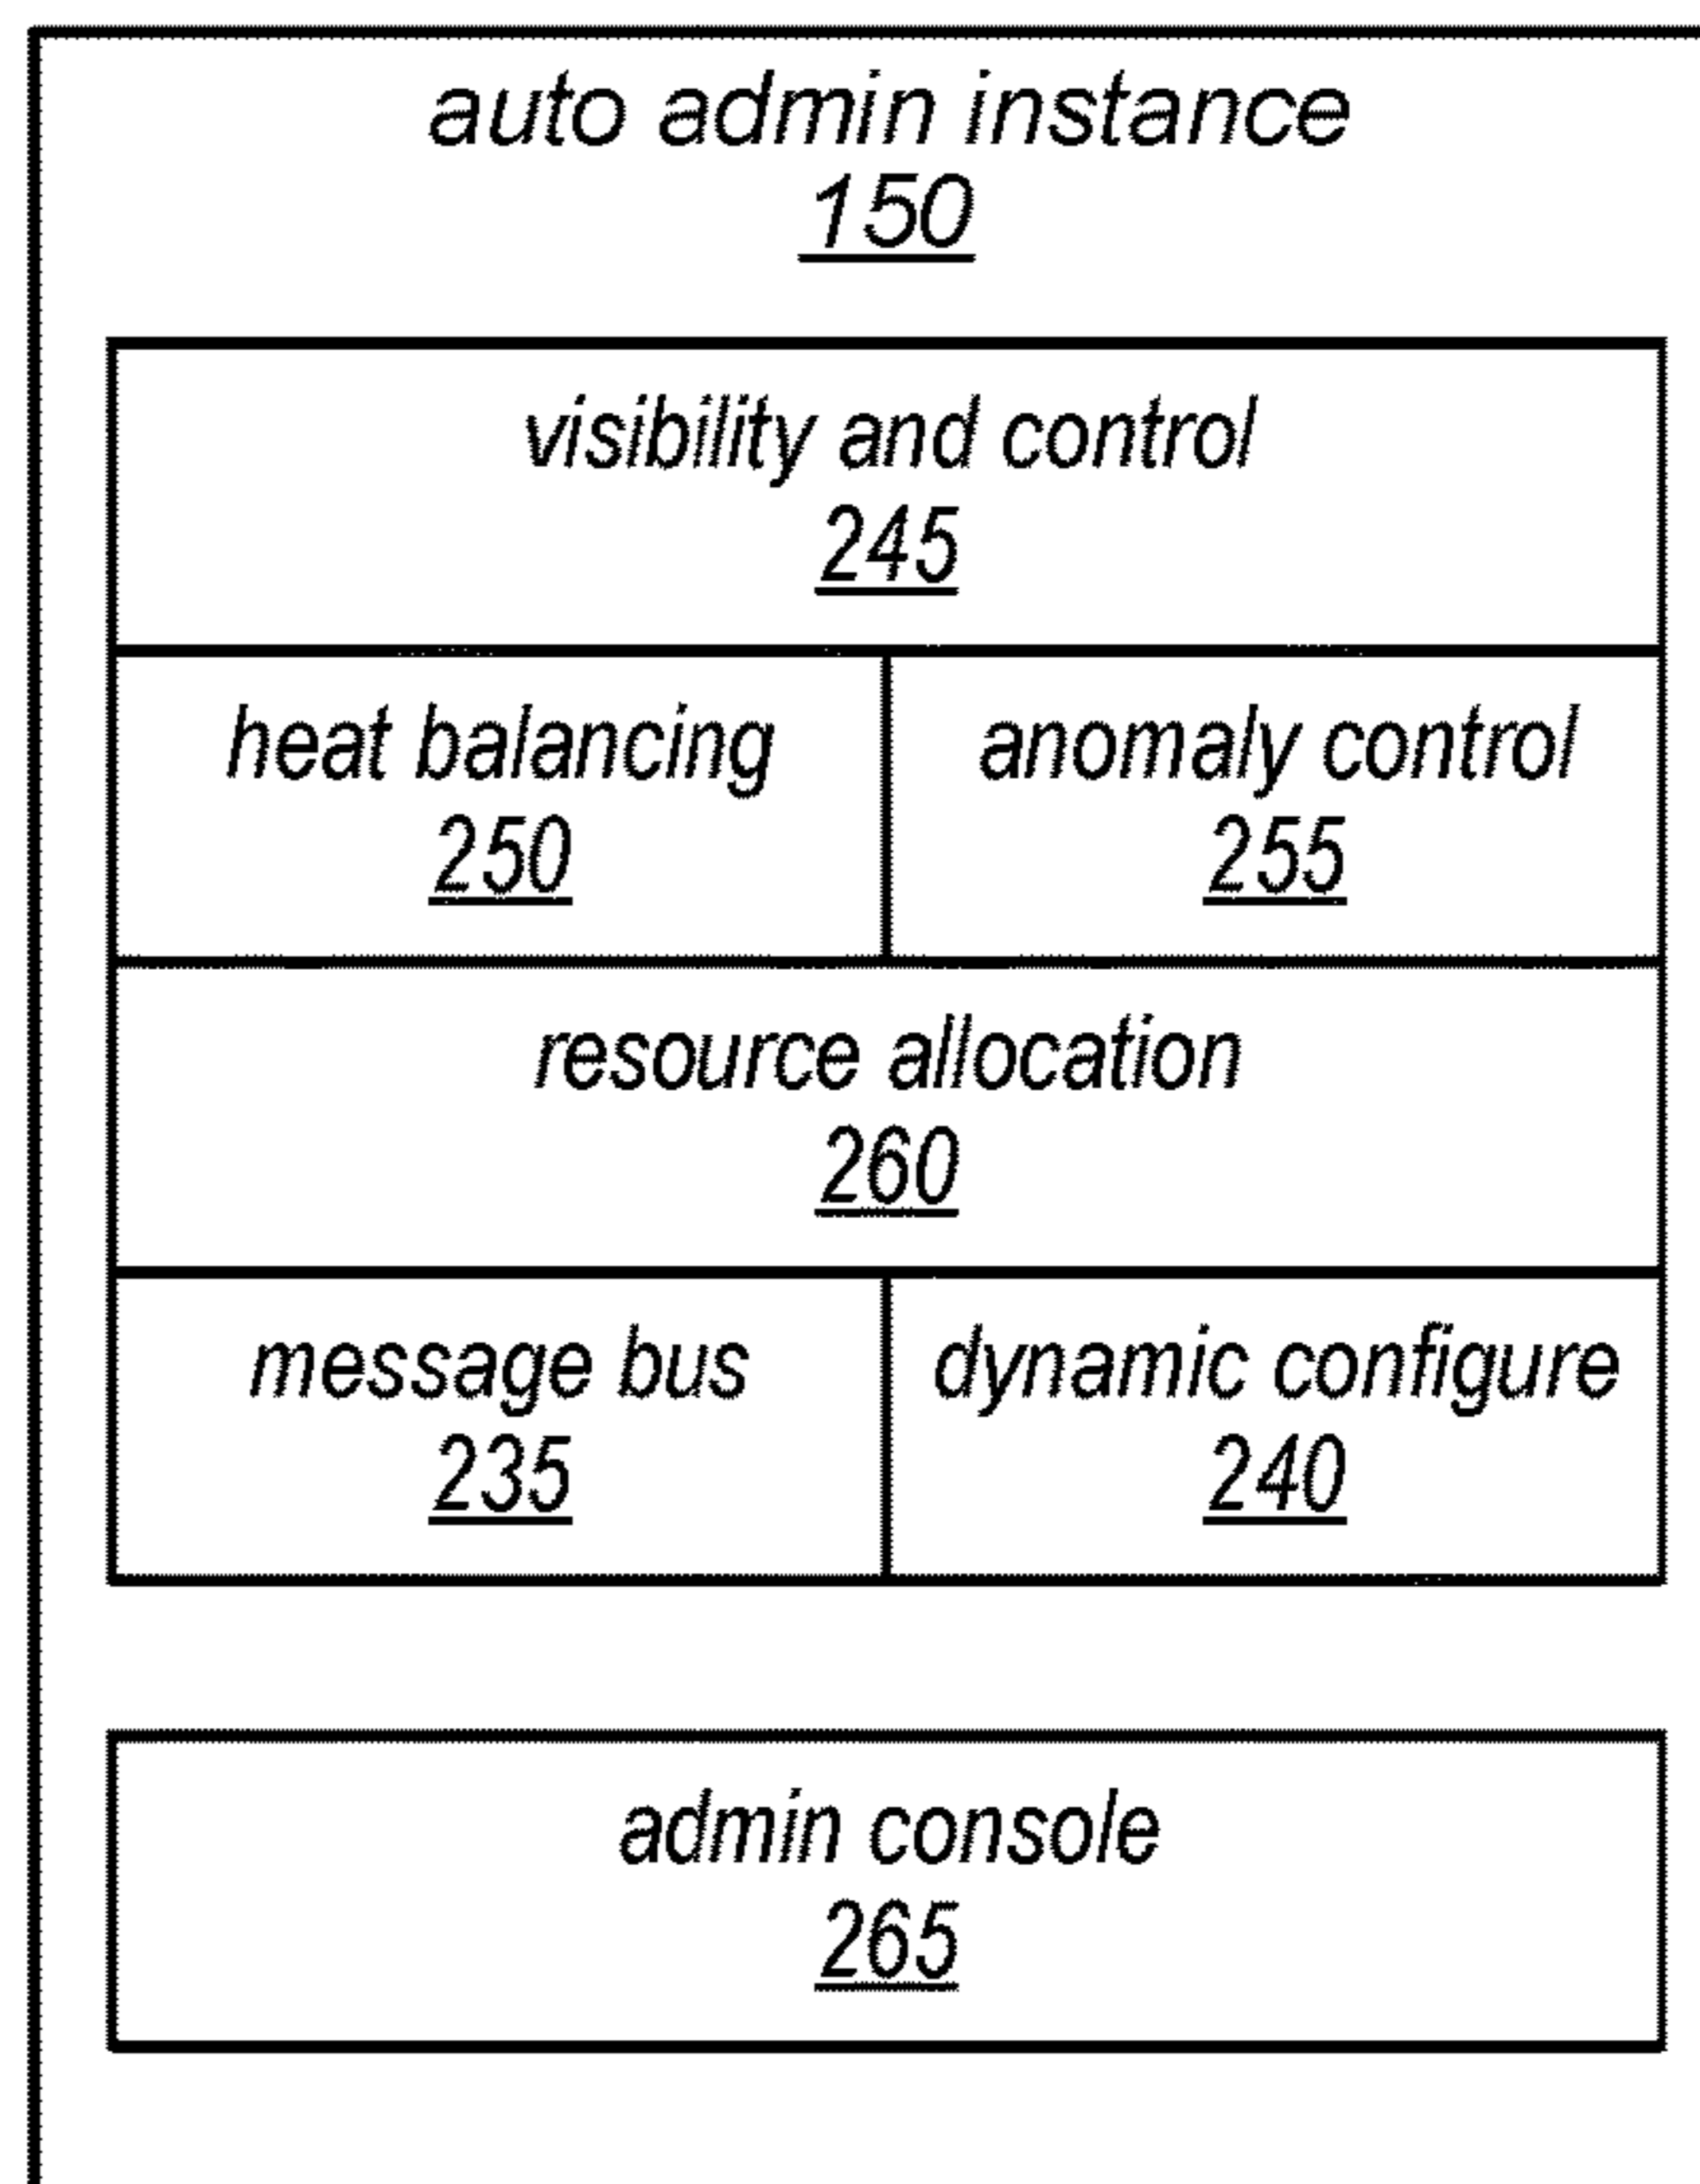 auto admin instance
150
visibility and control
245
heat balancing
250
anomaly control
255
resource allocation
260
message bus
235
dynamic configure
240
admin console
265